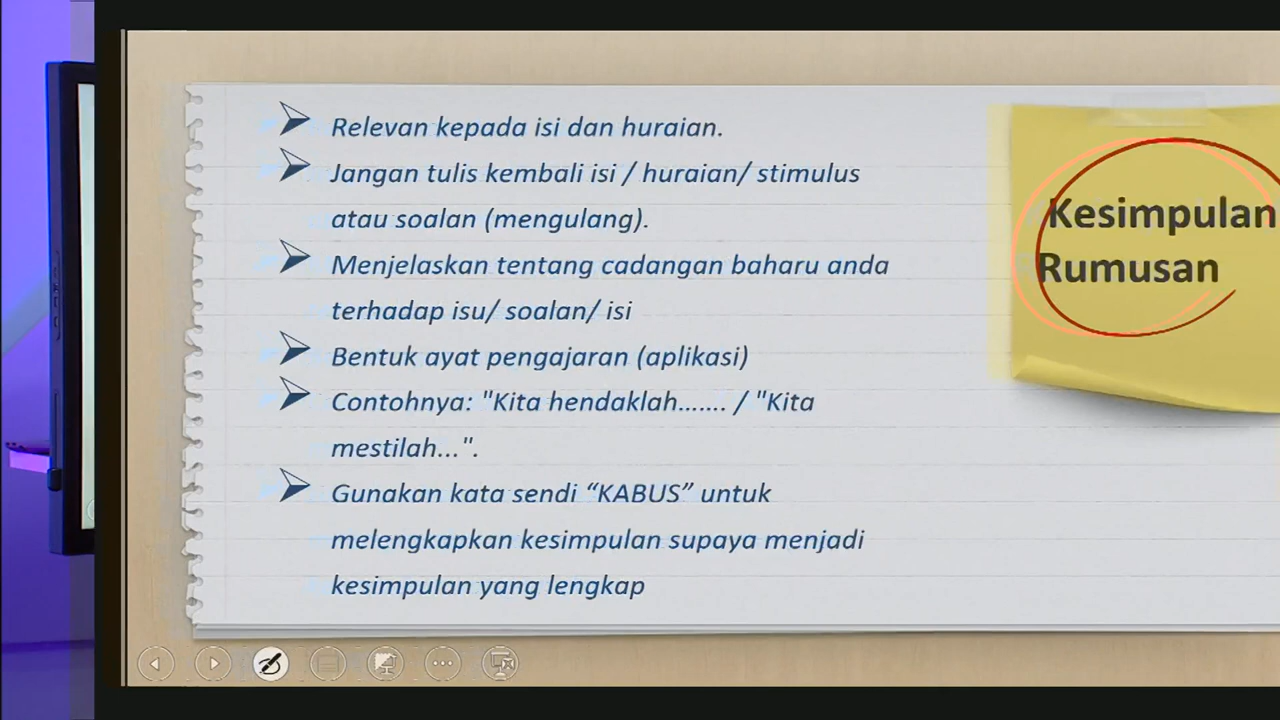 Relevan kepada isi dan huraian.
Jangan tulis kembali isi / huraian/ stimulus
atau soalan (mengulang).
Menjelaskan tentang cadangan baharu anda
terhadap isu/ soalan/ isi
Bentuk ayat pengajaran (aplikasi)
Contohnya: "Kita hendaklah....... / "Kita
mestilah...".
Gunakan kata sendi “KABUS” untuk
melengkapkan kesimpulan supaya menjadi
kesimpulan yang lengkap
Kesimpulan
Rumusan